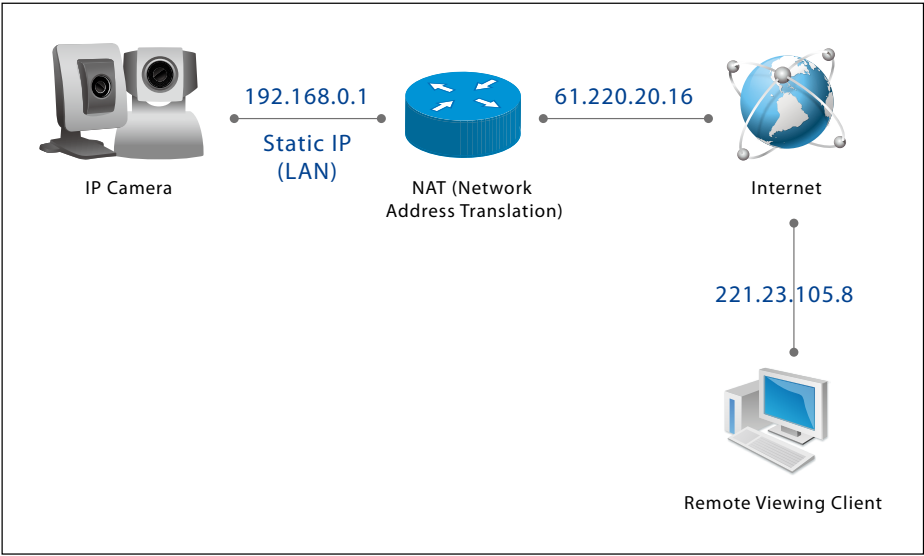 192.168.0.1
61.220.20.16
Static IP
(LAN)
IP Camera
NAT (Network
Address Translation)
Internet
221.23.105.8
Remote Viewing Client